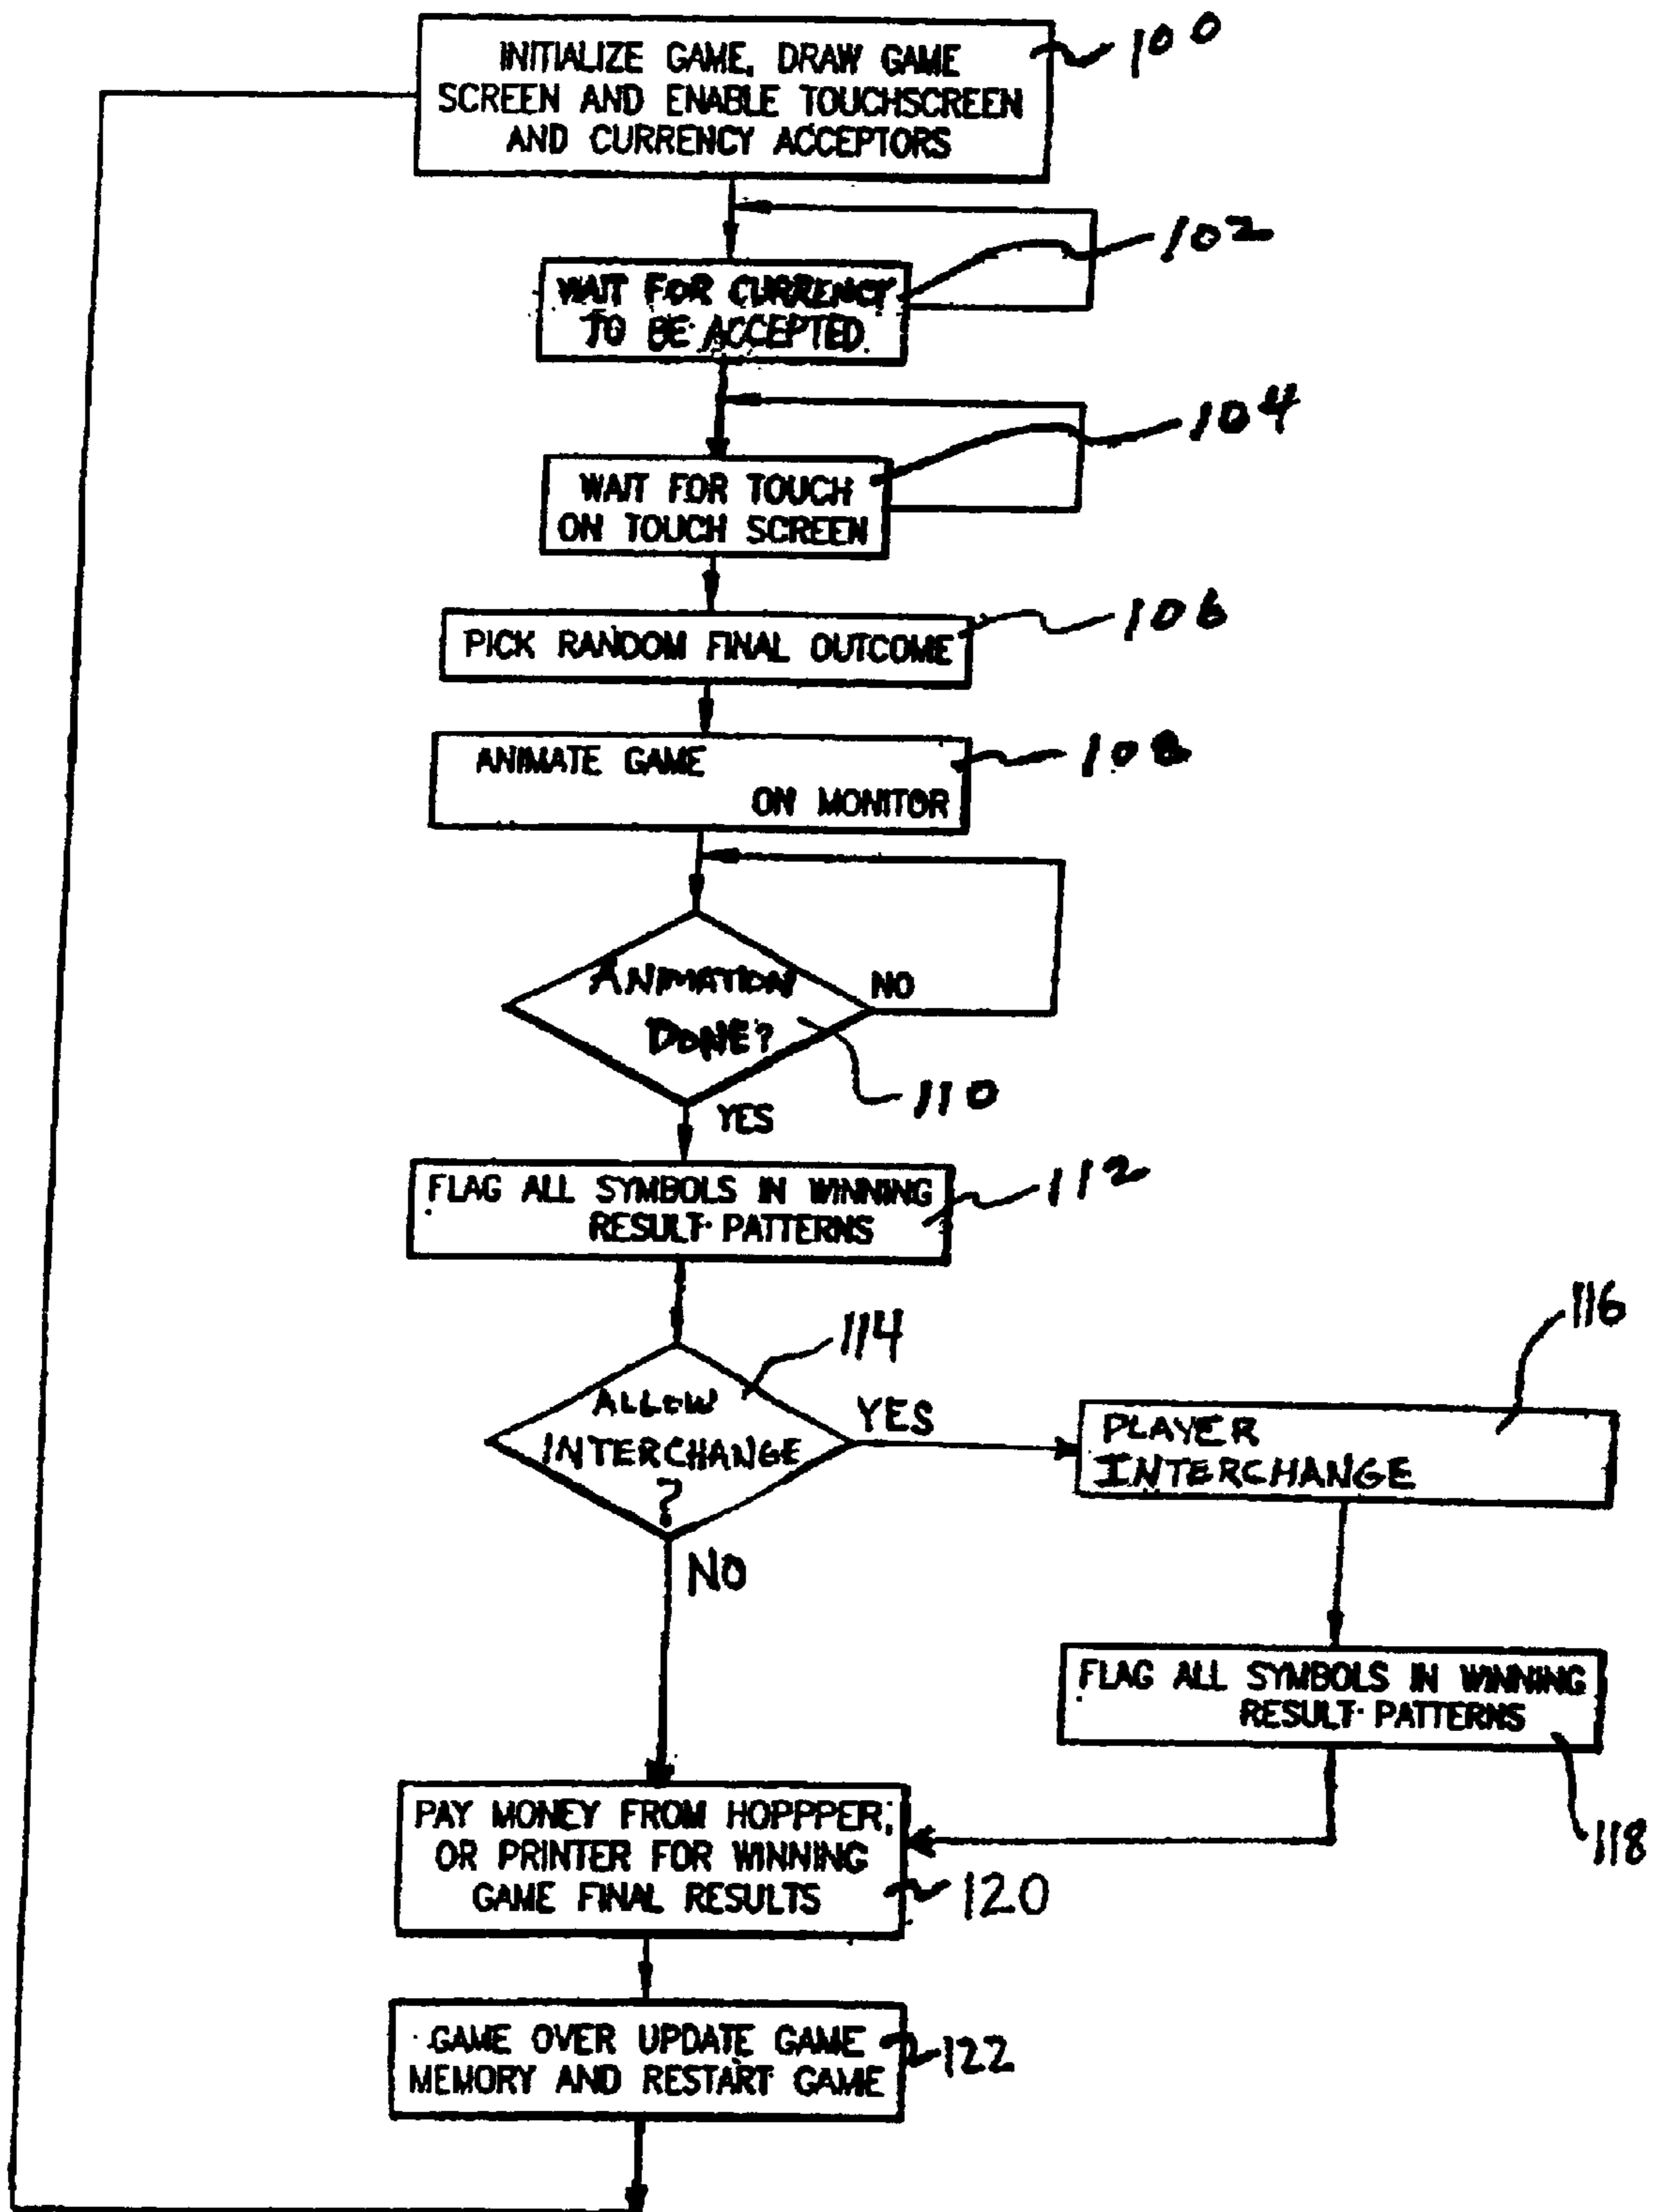 INITIALIZE GAME, DRAW GAME
SCREEN AND ENABLE TOUCHSCREEN
AND CURRENCY ACCEPTORS
100
WAIT FOR CURRENCY
TO BE ACCEPTED
102
WAIT FOR TOUCH
ON TOUCH SCREEN
104
PICK RANDOM FINAL OUTCOME
106
ANIMATE GAME
ON MONITOR
108
ANIMATION
DONE?
NO
110
YES
FLAG ALL SYMBOLS IN WINNING
RESULT PATTERNS
112
114
ALLOW
INTERCHANGE
?
YES
NO
116
PLAYER
INTERCHANGE
FLAG ALL SYMBOLS IN WINNING
RESULT PATTERNS
118
PAY MONEY FROM HOPPPER,
OR PRINTER FOR WINNING
GAME FINAL RESULTS
120
GAME OVER UPDATE GAME
MEMORY AND RESTART GAME
122